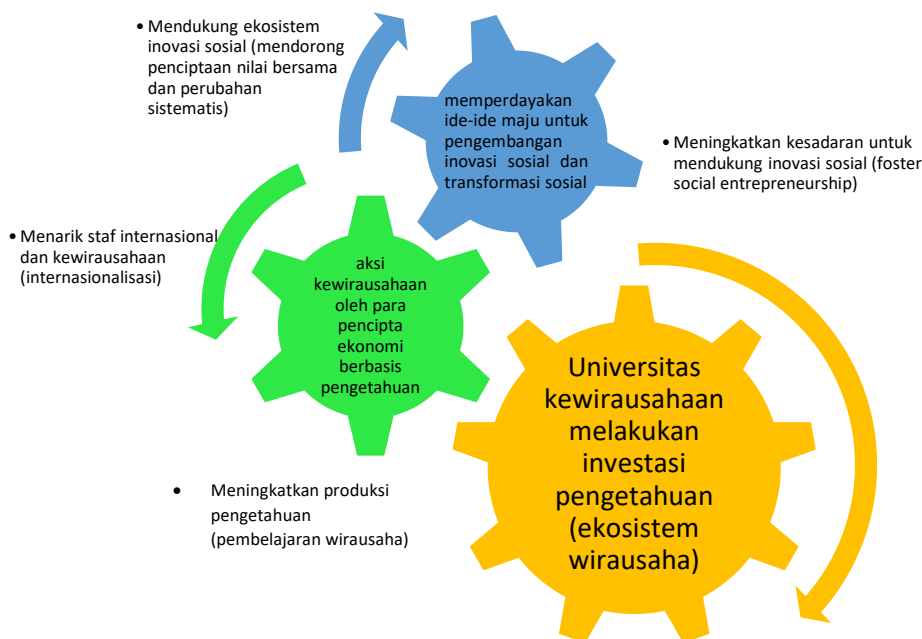 • Mendukung ekosistem
inovasi sosial (mendorong
penciptaan nilai bersama
dan perubahan
sistematis)
memperdayakan
ide-ide maju untuk
pengembangan
inovasi sosial dan
transformasi sosial
• Meningkatkan kesadaran untuk
mendukung inovasi sosial (foster
social entrepreneurship)
• Menarik staf internasional
dan kewirausahaan
(internasionalisasi)
aksi
kewirausahaan
oleh para
pencipta
ekonomi
berbasis
pengetahuan
Universitas
kewirausahaan
melakukan
investasi
pengetahuan
(ekosistem
wirausaha)
• Meningkatkan produksi
pengetahuan
(pembelajaran wirausaha)